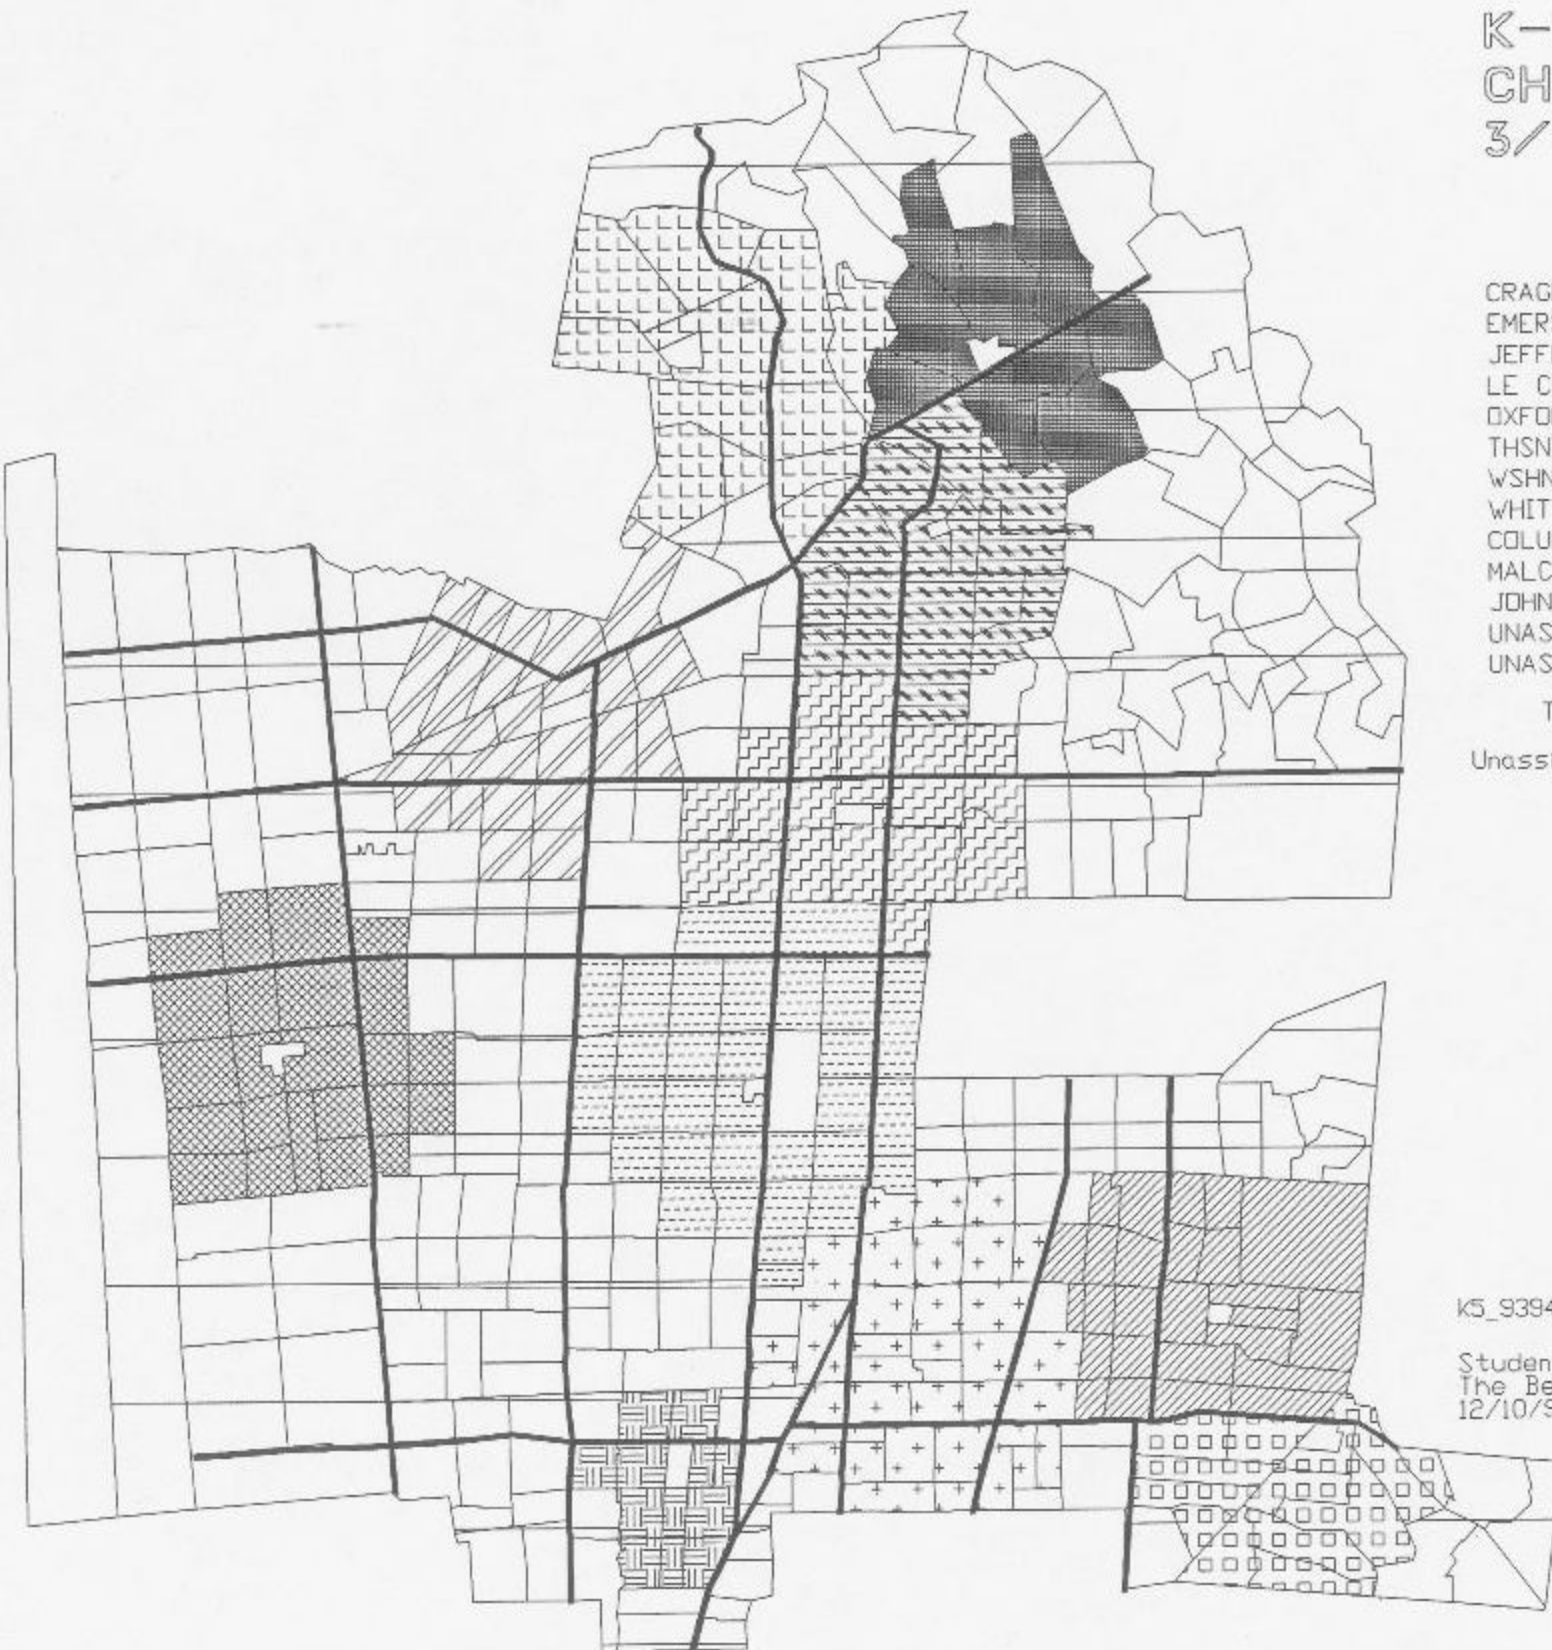 K-
CH
3/
CRAG
EMER
JEFF
LE C
OXFO
THSN
WSHN
WHIT
COLU
MALC
JOHN
UNAS
UNAS
T
Unass
K5_9394
Studen
The Be
12/10/9